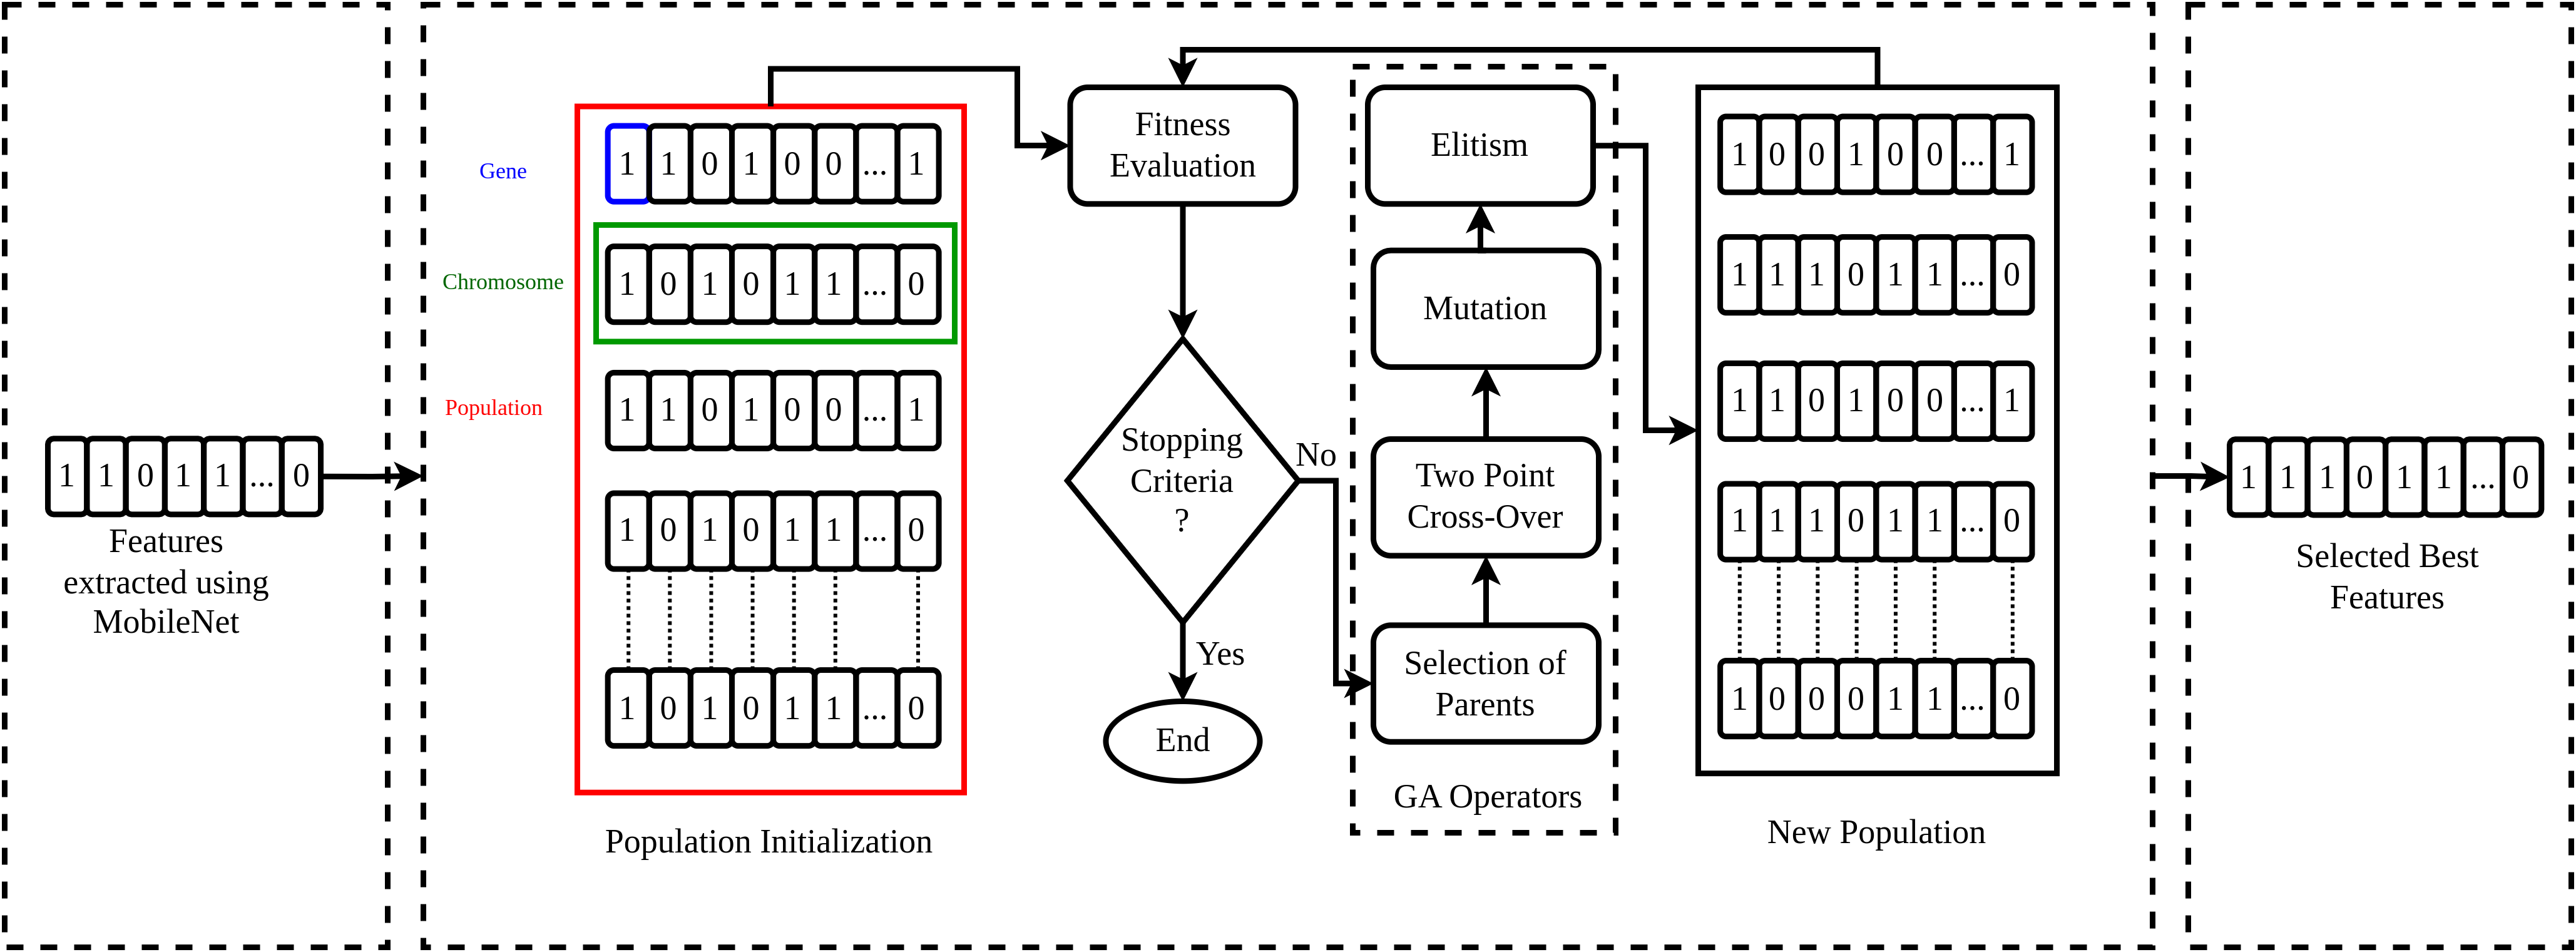 1 1 0 1 1 ... 0
Features
extracted using
MobileNet
Gene
Chromosome
Population
1 1 0 1 0 0 ... 1
1 0 1 0 1 1 ... 0
1 1 0 1 0 0 ... 1
1 0 1 0 1 1 ... 0
1 0 1 0 1 1 ... 0
Population Initialization
Fitness
Evaluation
Stopping
Criteria
?
No
Yes
End
Elitism
Mutation
Two Point
Cross-Over
Selection of
Parents
GA Operators
1 0 0 1 0 0 ... 1
1 1 1 0 1 1 ... 0
1 1 0 1 0 0 ... 1
1 1 1 0 1 1 ... 0
1 0 0 0 1 1 ... 0
New Population
1 1 1 0 1 1 ... 0
Selected Best
Features